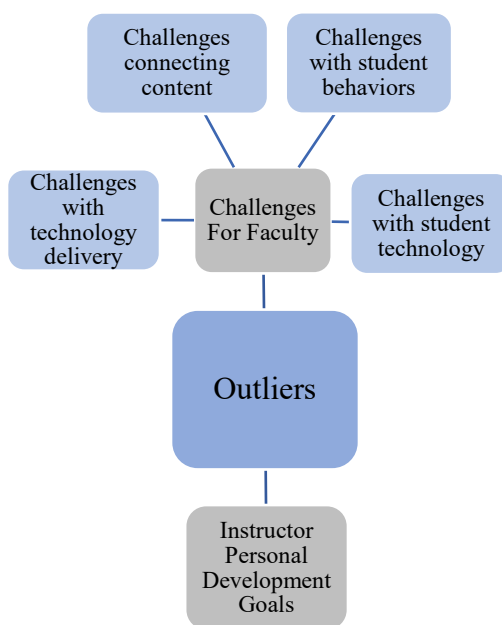 Challenges
connecting
content
Challenges
with student
behaviors
Challenges
with
technology
delivery
Challenges
For Faculty
Challenges
with student
technology
Outliers
Instructor
Personal
Development
Goals